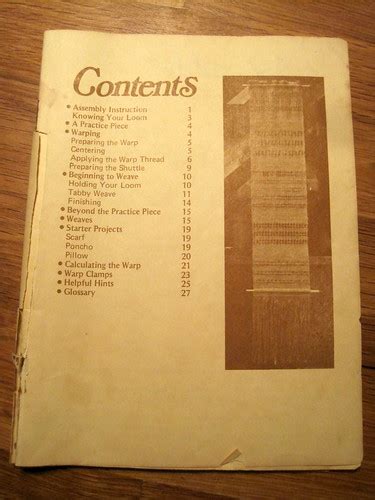 Contents
• Assembly Instruction 1
Knowing Your Loom 3
• A Practice Piece 4
• Warping 4
Preparing the Warp 5
Centering 5
Applying the Warp Thread 6
Preparing the Shuttle 9
• Beginning to Weave 10
Holding Your Loom 10
Tabby Weave 11
Finishing 14
• Beyond the Practice Piece 15
• Weaves 15
• Starter Projects 19
Scarf 19
Poncho 19
Pillow 20
• Calculating the Warp 21
• Warp Clamps 23
• Helpful Hints 25
• Glossary 27